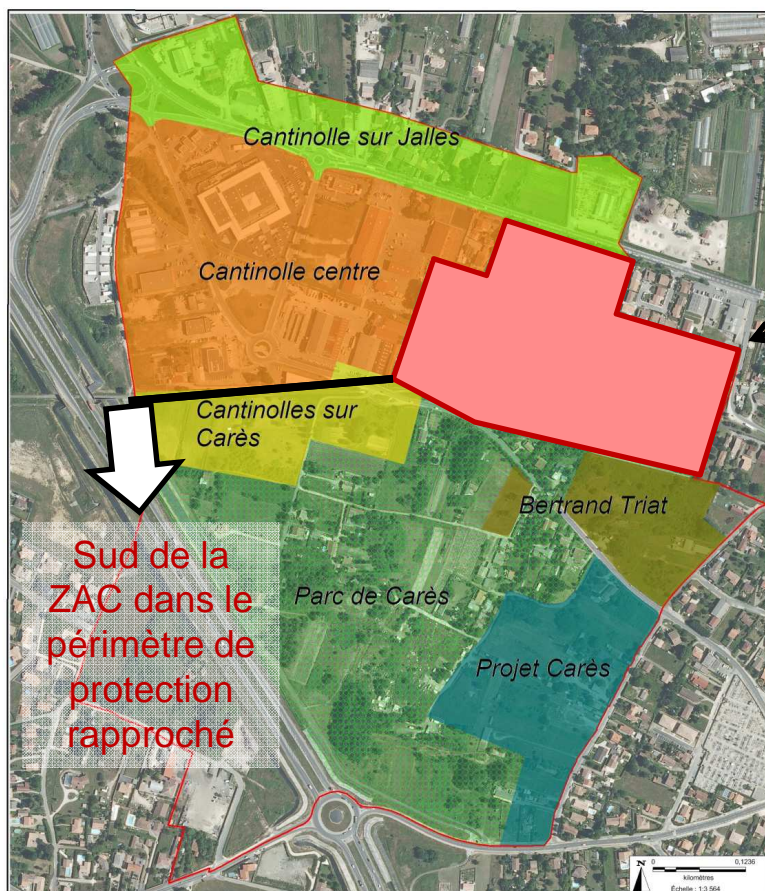 Cantinolle sur Jalles
Cantinolle centre
Cantinolles sur
Carès
Bertrand Triat
Sud de la
ZAC dans le
périmètre de
protection
rapproché
Parc de Carès
Projet Carès
N
0
0,1236
kilomètres
Échelle : 1:3 564